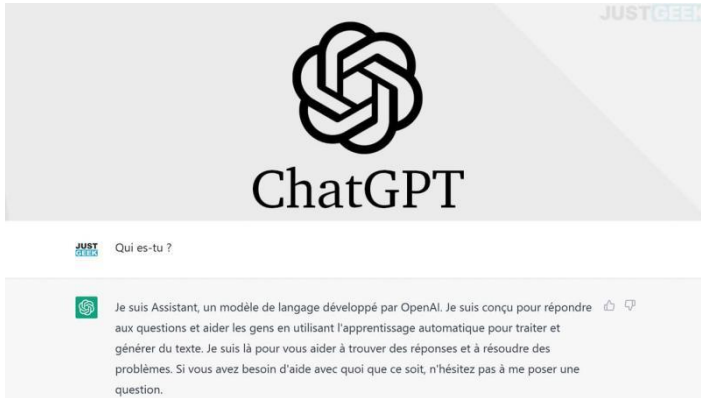 JUSTGEEK
ChatGPT
JUST
GEEK
Qui es-tu ?
Je suis Assistant, un modèle de langage développé par OpenAI. Je suis conçu pour répondre
aux questions et aider les gens en utilisant l'apprentissage automatique pour traiter et
générer du texte. Je suis là pour vous aider à trouver des réponses et à résoudre des
problèmes. Si vous avez besoin d'aide avec quoi que ce soit, n'hésitez pas à me poser une
question.